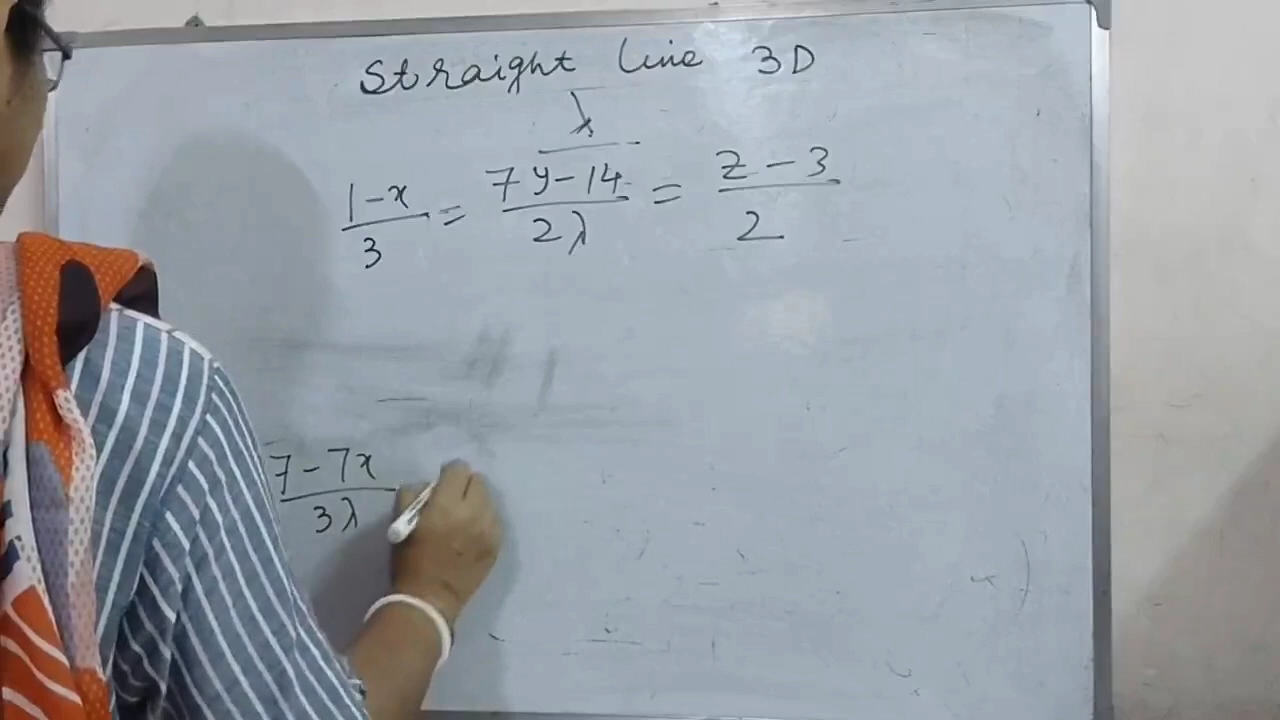 Straight line 3D
λ
1-x/3 = 7y-14/2λ = z-3/2
7-7x/3λ